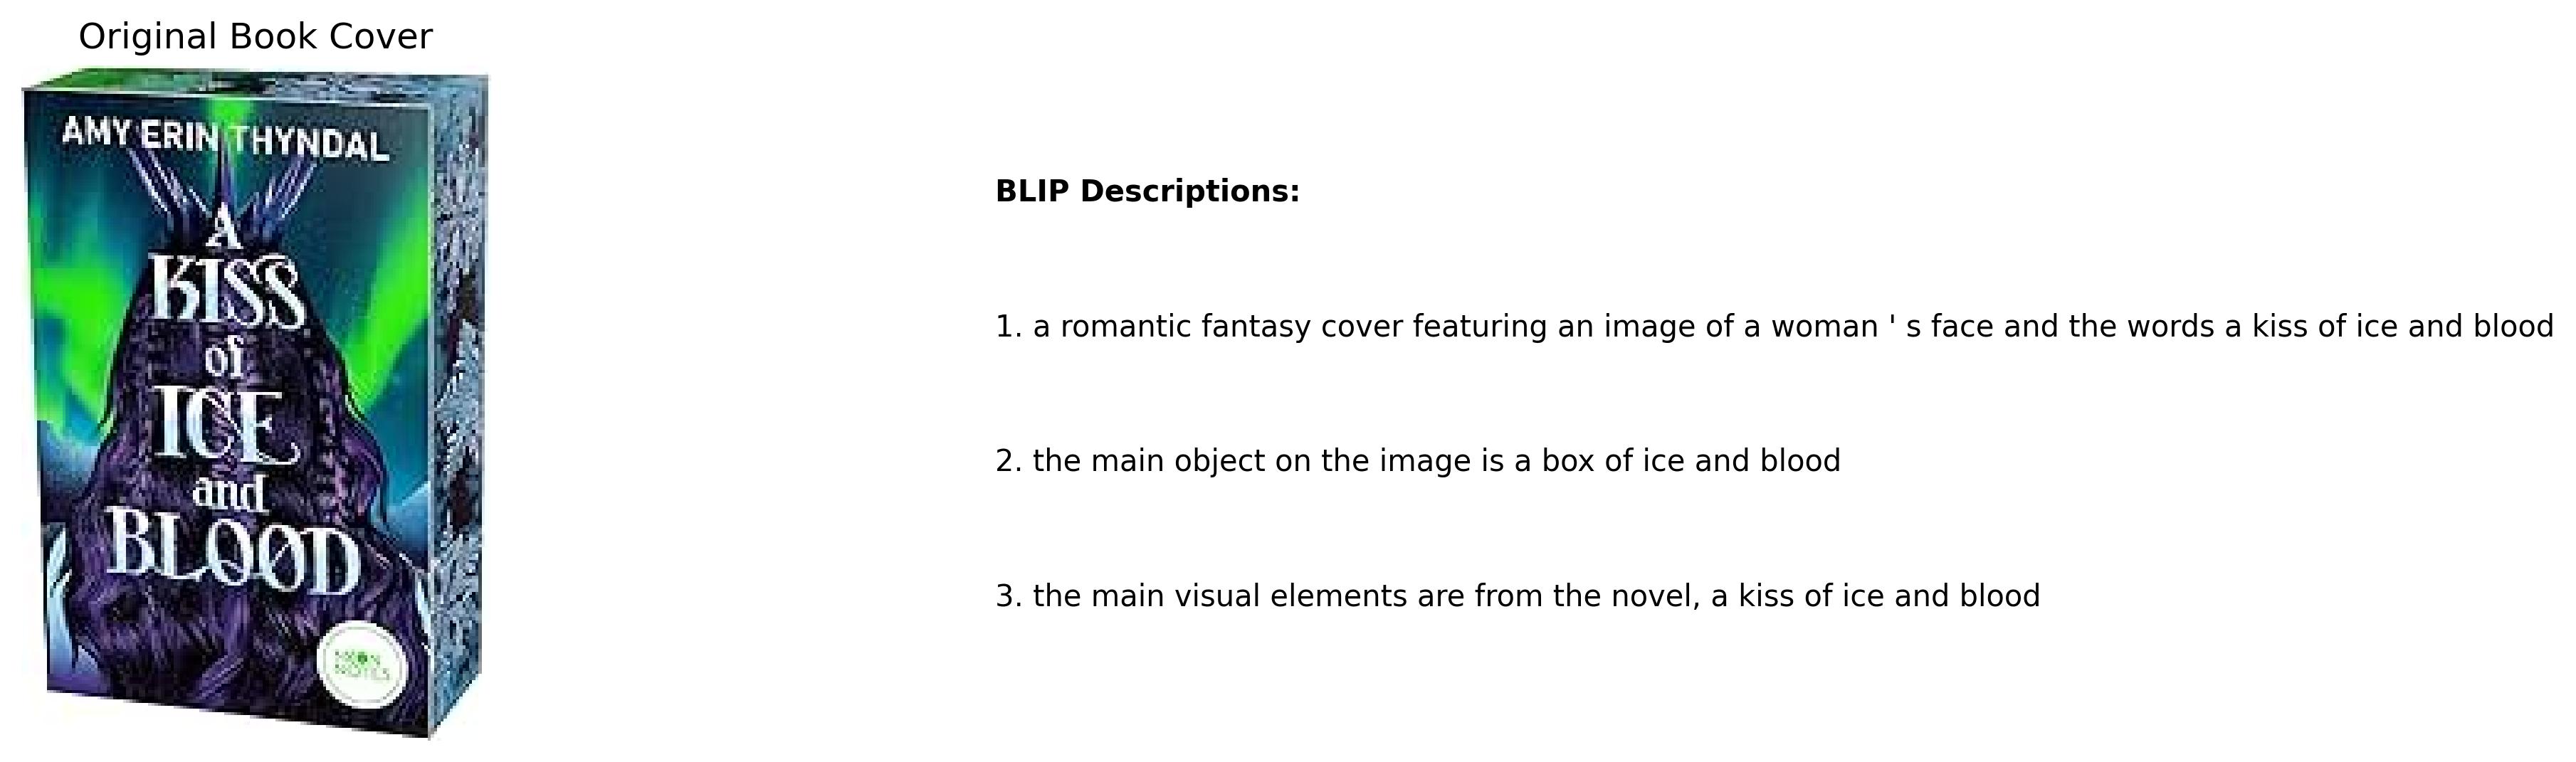 Original Book Cover
AMY ERIN THYNDAL
A
KISS
of
ICE
and
BLOOD
MOON
NOTES
BLIP Descriptions:
1. a romantic fantasy cover featuring an image of a woman ' s face and the words a kiss of ice and blood
2. the main object on the image is a box of ice and blood
3. the main visual elements are from the novel, a kiss of ice and blood